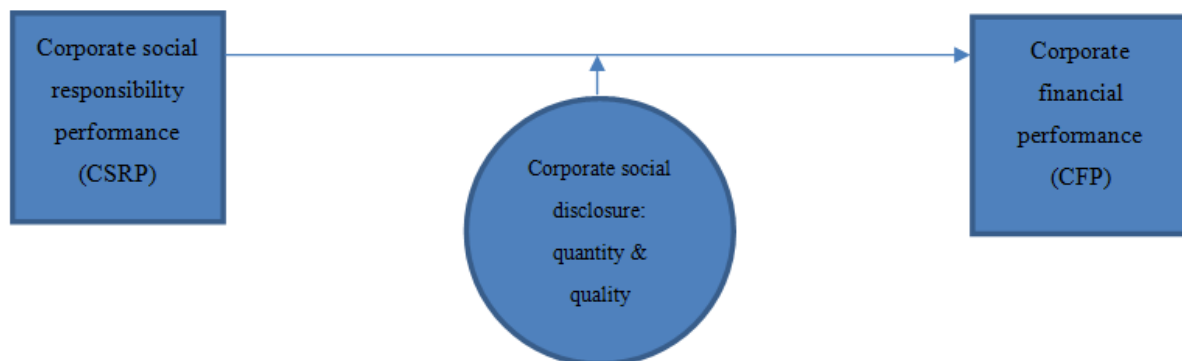 Corporate social
responsibility
performance
(CSRP)
Corporate social
disclosure:
quantity &
quality
Corporate
financial
performance
(CFP)